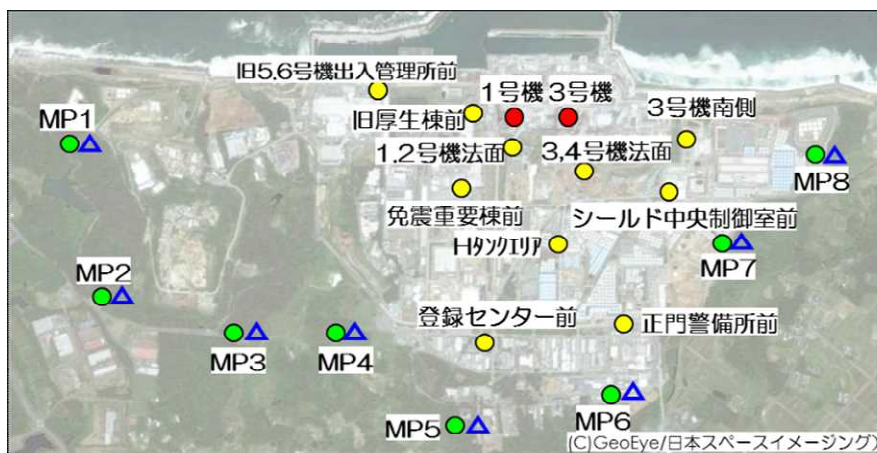 旧5.6号機出入管理所前
1号機 3号機
3号機南側
MP1
旧厚生棟前
1,2号機法面
3,4号機法面
MP8
免震重要棟前
シールド中央制御室前
Hタンクエリア
MP7
MP2
登録センター前
正門警備所前
MP3
MP4
MP5
MP6
(C)GeoEye/日本スペースイメージング)